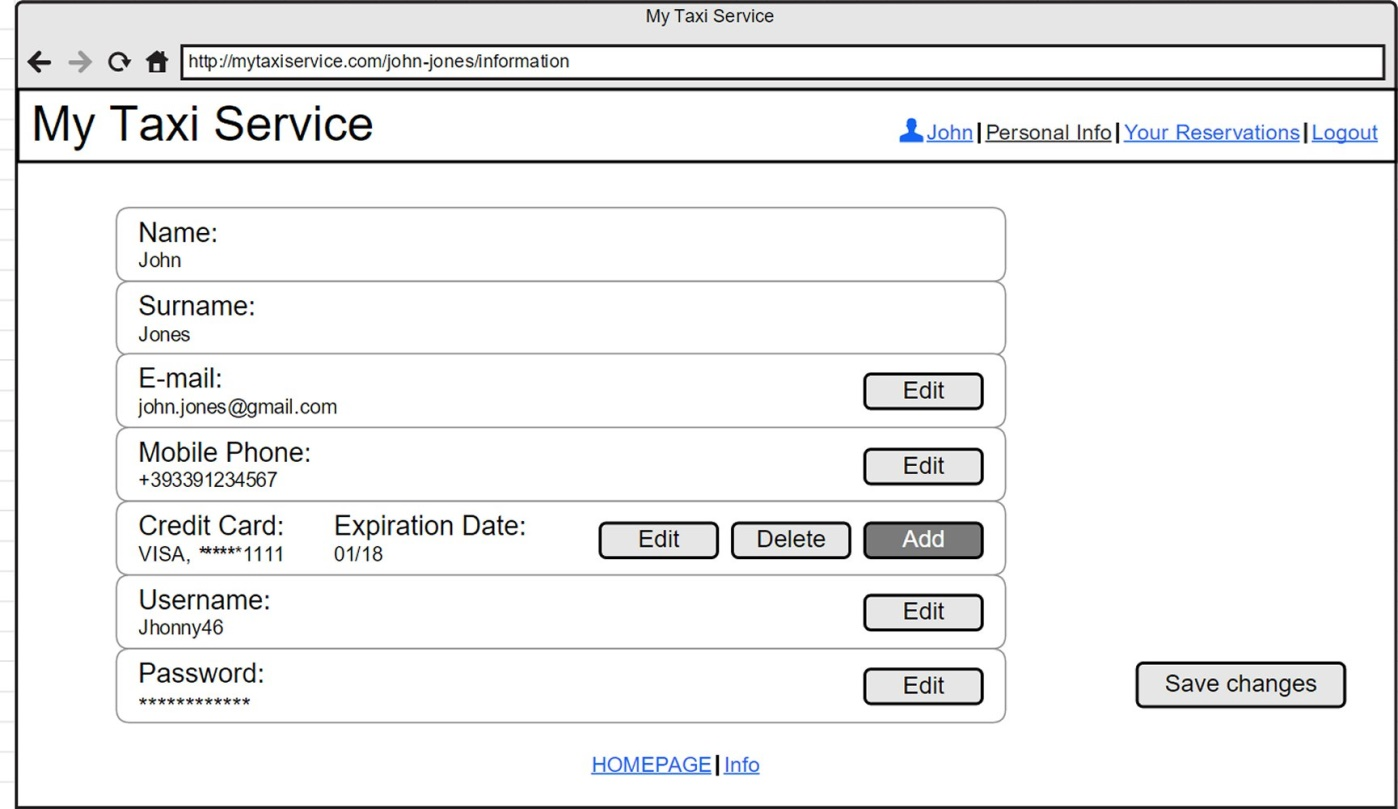 My Taxi Service
http://mytaxiservice.com/john-jones/information
My Taxi Service
John | Personal Info | Your Reservations | Logout
Name:
John
Surname:
Jones
E-mail:
john.jones@gmail.com
Edit
Mobile Phone:
+393391234567
Edit
Credit Card: Expiration Date:
VISA, ******1111 01/18
Edit Delete Add
Username:
Jhonny46
Edit
Password:
************
Edit
Save changes
HOMEPAGE | Info